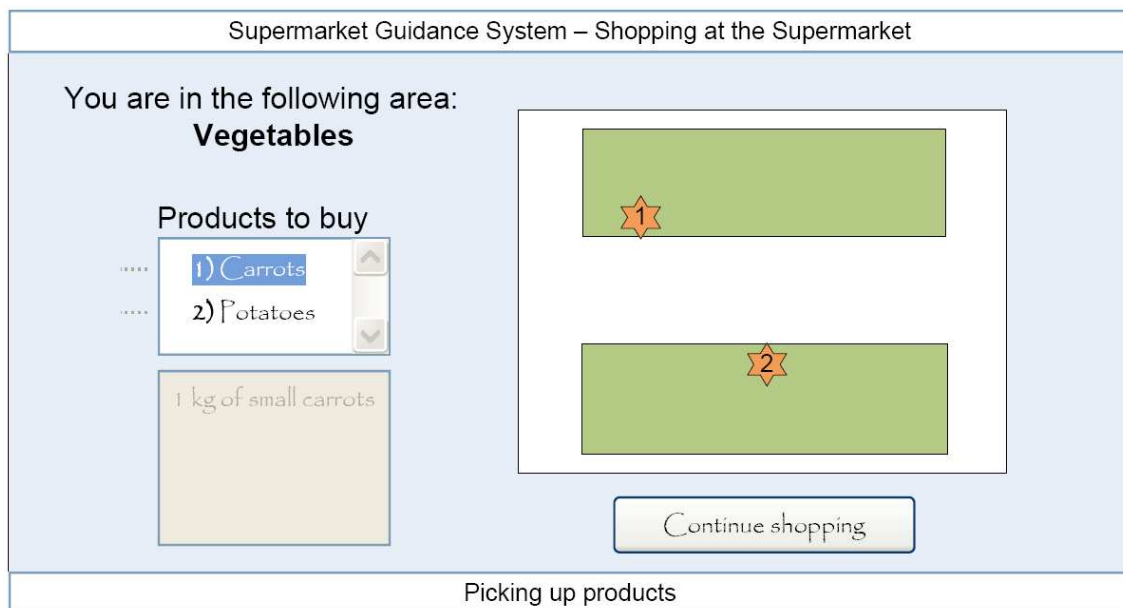 Supermarket Guidance System – Shopping at the Supermarket
You are in the following area:
Vegetables
Products to buy
1) Carrots
2) Potatoes
1 kg of small carrots
1
2
Continue shopping
Picking up products